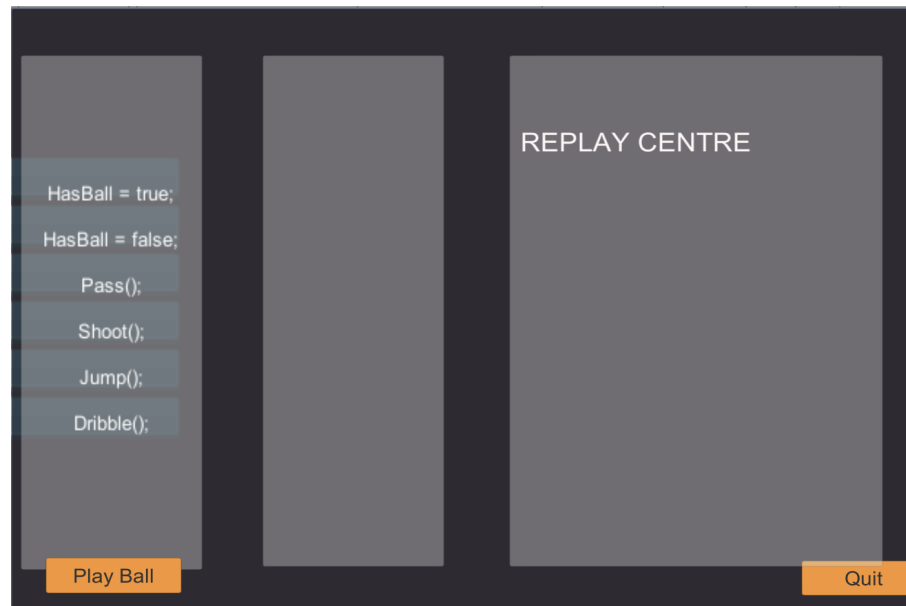 REPLAY CENTRE
HasBall = true;
HasBall = false;
Pass();
Shoot();
Jump();
Dribble();
Play Ball
Quit